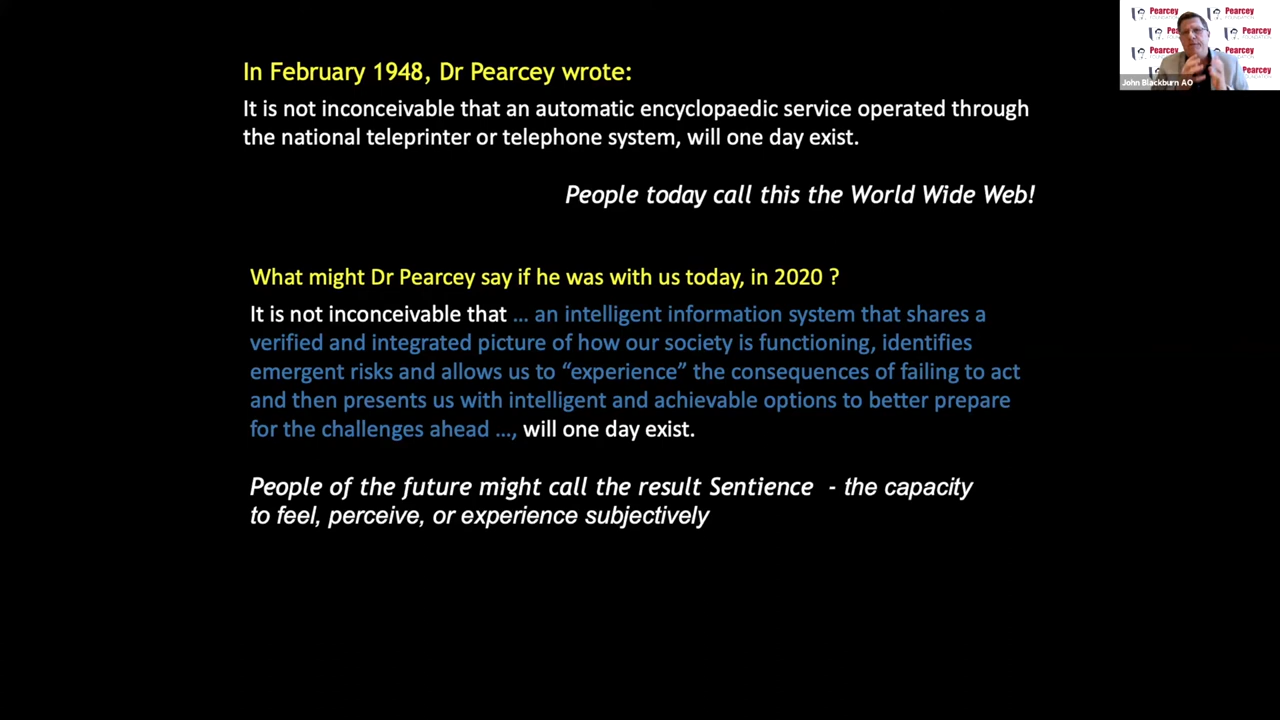 In February 1948, Dr Pearcey wrote:
It is not inconceivable that an automatic encyclopaedic service operated through
the national teleprinter or telephone system, will one day exist.
People today call this the World Wide Web!
What might Dr Pearcey say if he was with us today, in 2020 ?
It is not inconceivable that ... an intelligent information system that shares a
verified and integrated picture of how our society is functioning, identifies
emergent risks and allows us to “experience” the consequences of failing to act
and then presents us with intelligent and achievable options to better prepare
for the challenges ahead ..., will one day exist.
People of the future might call the result Sentience - the capacity
to feel, perceive, or experience subjectively
Pearcey
Pearcey
Pearcey
Pearcey
Pearcey
Pearcey
John Blackburn AO